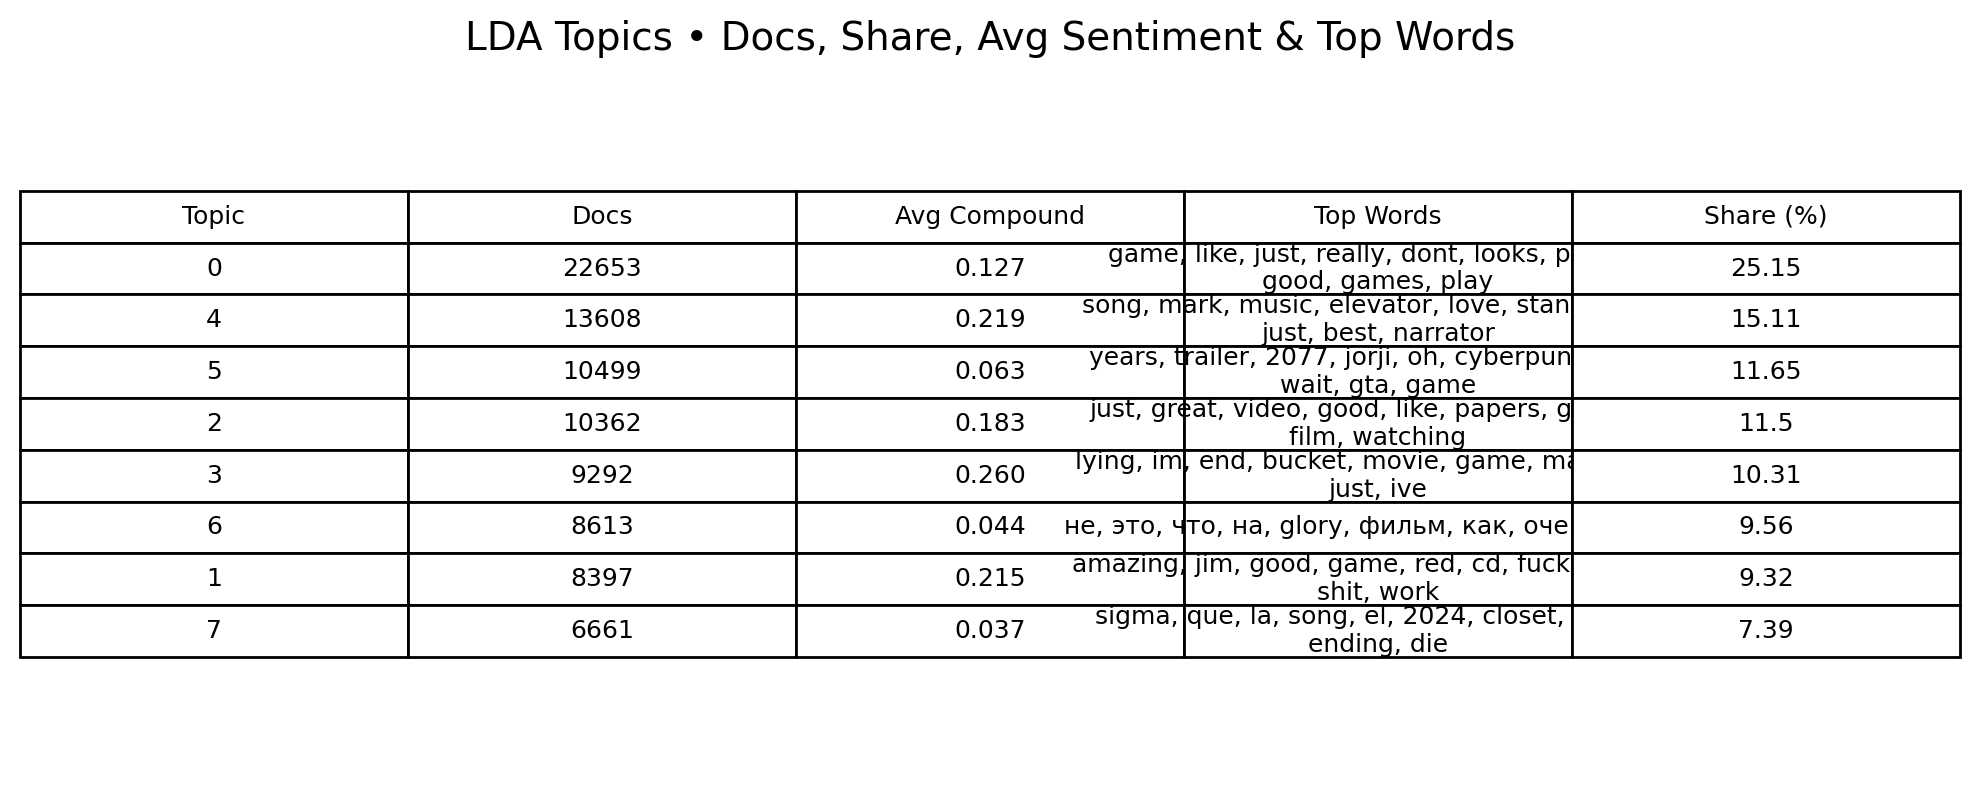 LDA Topics • Docs, Share, Avg Sentiment & Top Words
Topic Docs Avg Compound Top Words Share (%)
0 22653 0.127 game, like, just, really, dont, looks, 25.15
good, games, play
4 13608 0.219 song, mark, music, elevator, love, 15.11
just, best, narrator
5 10499 0.063 years, trailer, 2077, jorji, oh, 11.65
wait, gta, game
2 10362 0.183 just, great, video, good, like, papers, 11.5
film, watching
3 9292 0.260 lying, im, end, bucket, movie, game, 10.31
just, ive
6 8613 0.044 не, это, что, на, glory, фильм, как, 9.56
1 8397 0.215 amazing, jim, good, game, red, cd, 9.32
shit, work
7 6661 0.037 sigma, que, la, song, el, 2024, closet, 7.39
ending, die